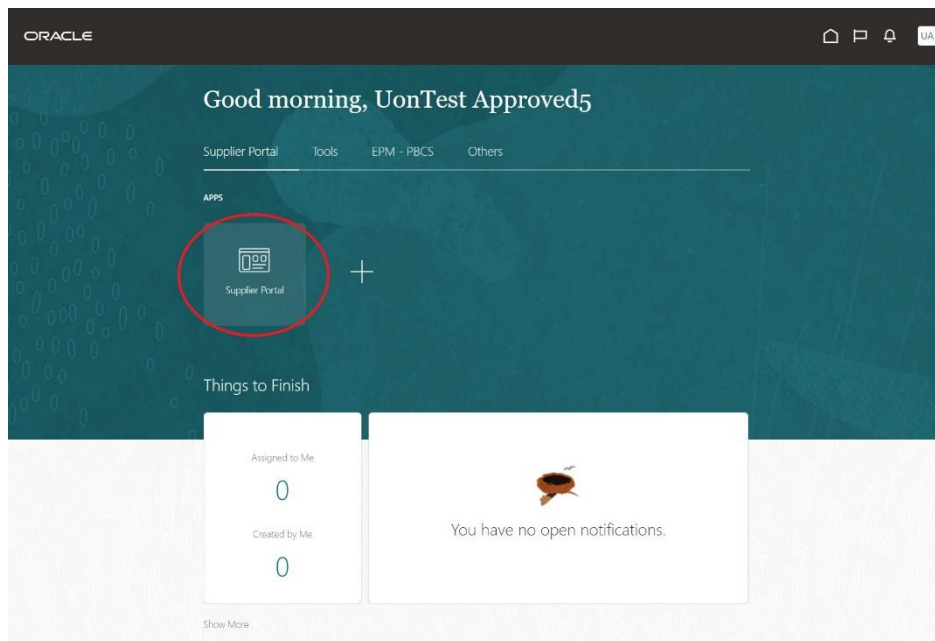 ORACLE
UA
Good morning, UonTest Approved5
Supplier Portal Tools EPM - PBCS Others
APPS
Supplier Portal
Things to Finish
Assigned to Me
0
Created by Me
0
You have no open notifications.
Show More